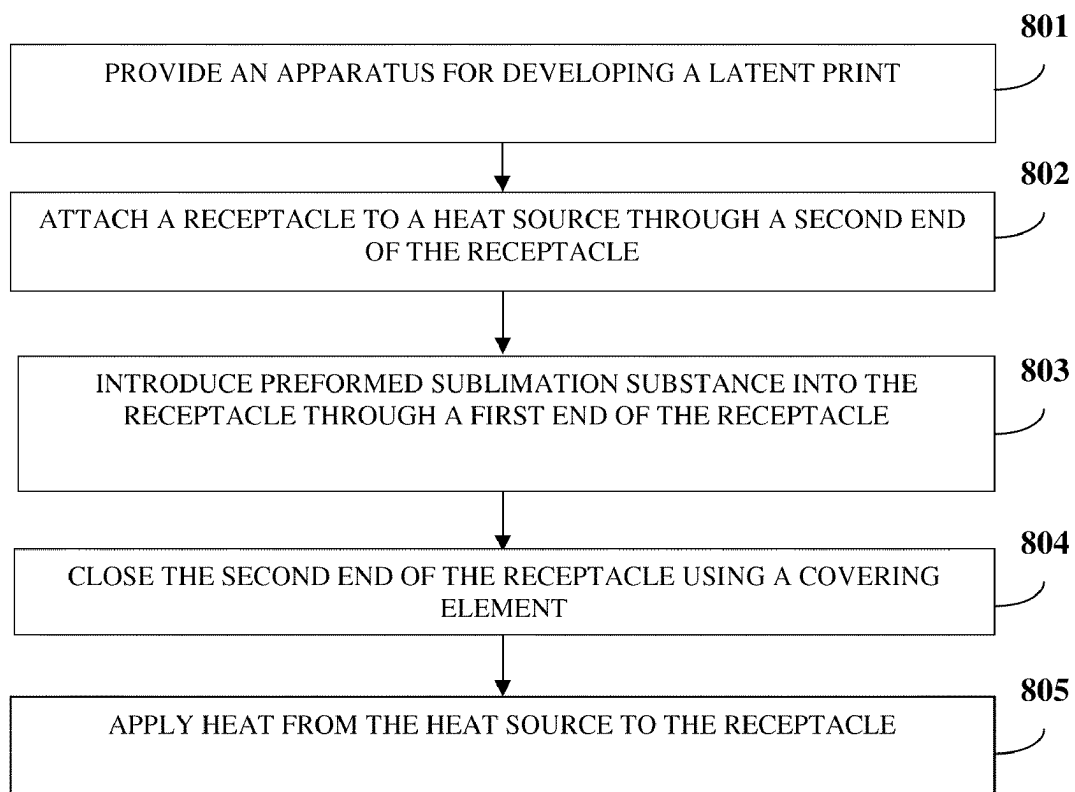 801
PROVIDE AN APPARATUS FOR DEVELOPING A LATENT PRINT
802
ATTACH A RECEPTACLE TO A HEAT SOURCE THROUGH A SECOND END
OF THE RECEPTACLE
803
INTRODUCE PREFORMED SUBLIMATION SUBSTANCE INTO THE
RECEPTACLE THROUGH A FIRST END OF THE RECEPTACLE
804
CLOSE THE SECOND END OF THE RECEPTACLE USING A COVERING
ELEMENT
805
APPLY HEAT FROM THE HEAT SOURCE TO THE RECEPTACLE